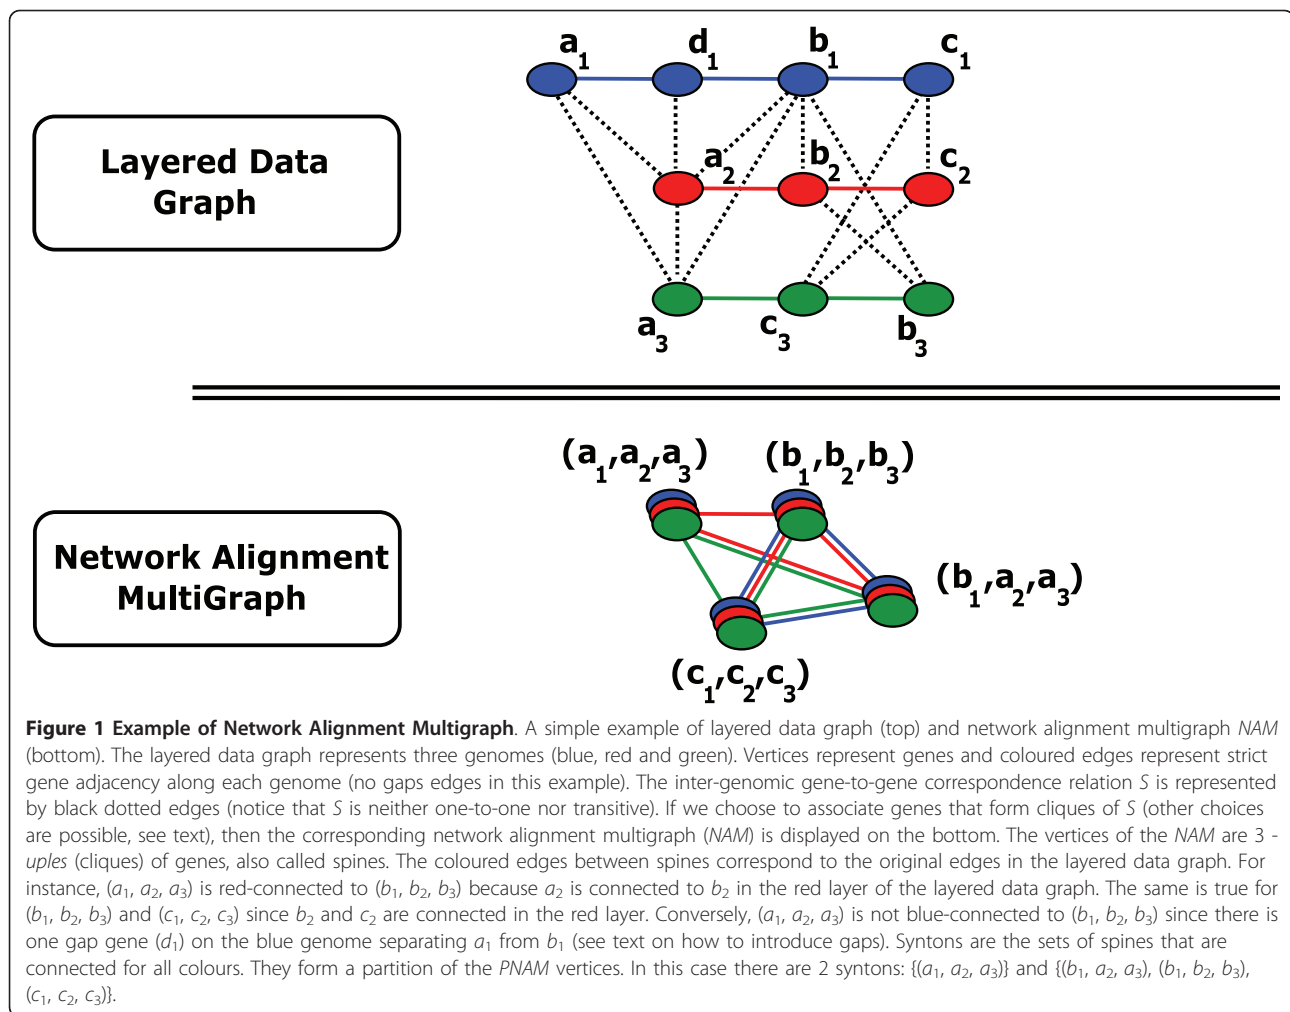 a1 d1 b1 c1
Layered Data
Graph
a2 b2 c2
a3 c3 b3
(a1,a2,a3) (b1,b2,b3)
Network Alignment
MultiGraph
(b1,a2,a3)
(c1,c2,c3)
Figure 1 Example of Network Alignment Multigraph. A simple example of layered data graph (top) and network alignment multigraph NAM
(bottom). The layered data graph represents three genomes (blue, red and green). Vertices represent genes and coloured edges represent strict
gene adjacency along each genome (no gaps edges in this example). The inter-genomic gene-to-gene correspondence relation S is represented
by black dotted edges (notice that S is neither one-to-one nor transitive). If we choose to associate genes that form cliques of S (other choices
are possible, see text), then the corresponding network alignment multigraph (NAM) is displayed on the bottom. The vertices of the NAM are 3 -
uples (cliques) of genes, also called spines. The coloured edges between spines correspond to the original edges in the layered data graph. For
instance, (a1, a2, a3) is red-connected to (b1, b2, b3) because a2 is connected to b2 in the red layer of the layered data graph. The same is true for
(b1, b2, b3) and (c1, c2, c3) since b2 and c2 are connected in the red layer. Conversely, (a1, a2, a3) is not blue-connected to (b1, b2, b3) since there is
one gap gene (d1) on the blue genome separating a1 from b1 (see text on how to introduce gaps). Syntons are the sets of spines that are
connected for all colours. They form a partition of the PNAM vertices. In this case there are 2 syntons: {(a1, a2, a3)} and {(b1, a2, a3), (b1, b2, b3),
(c1, c2, c3)}.